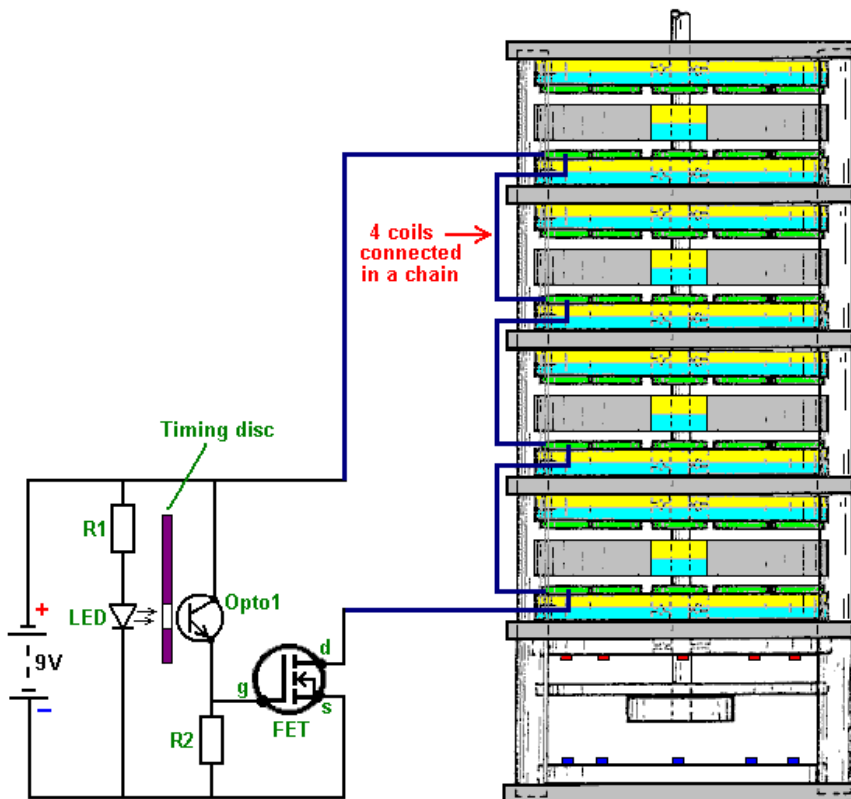 4 coils
connected
in a chain
Timing disc
R1
+
LED
Opto1
9V
d
g
s
−
R2
FET